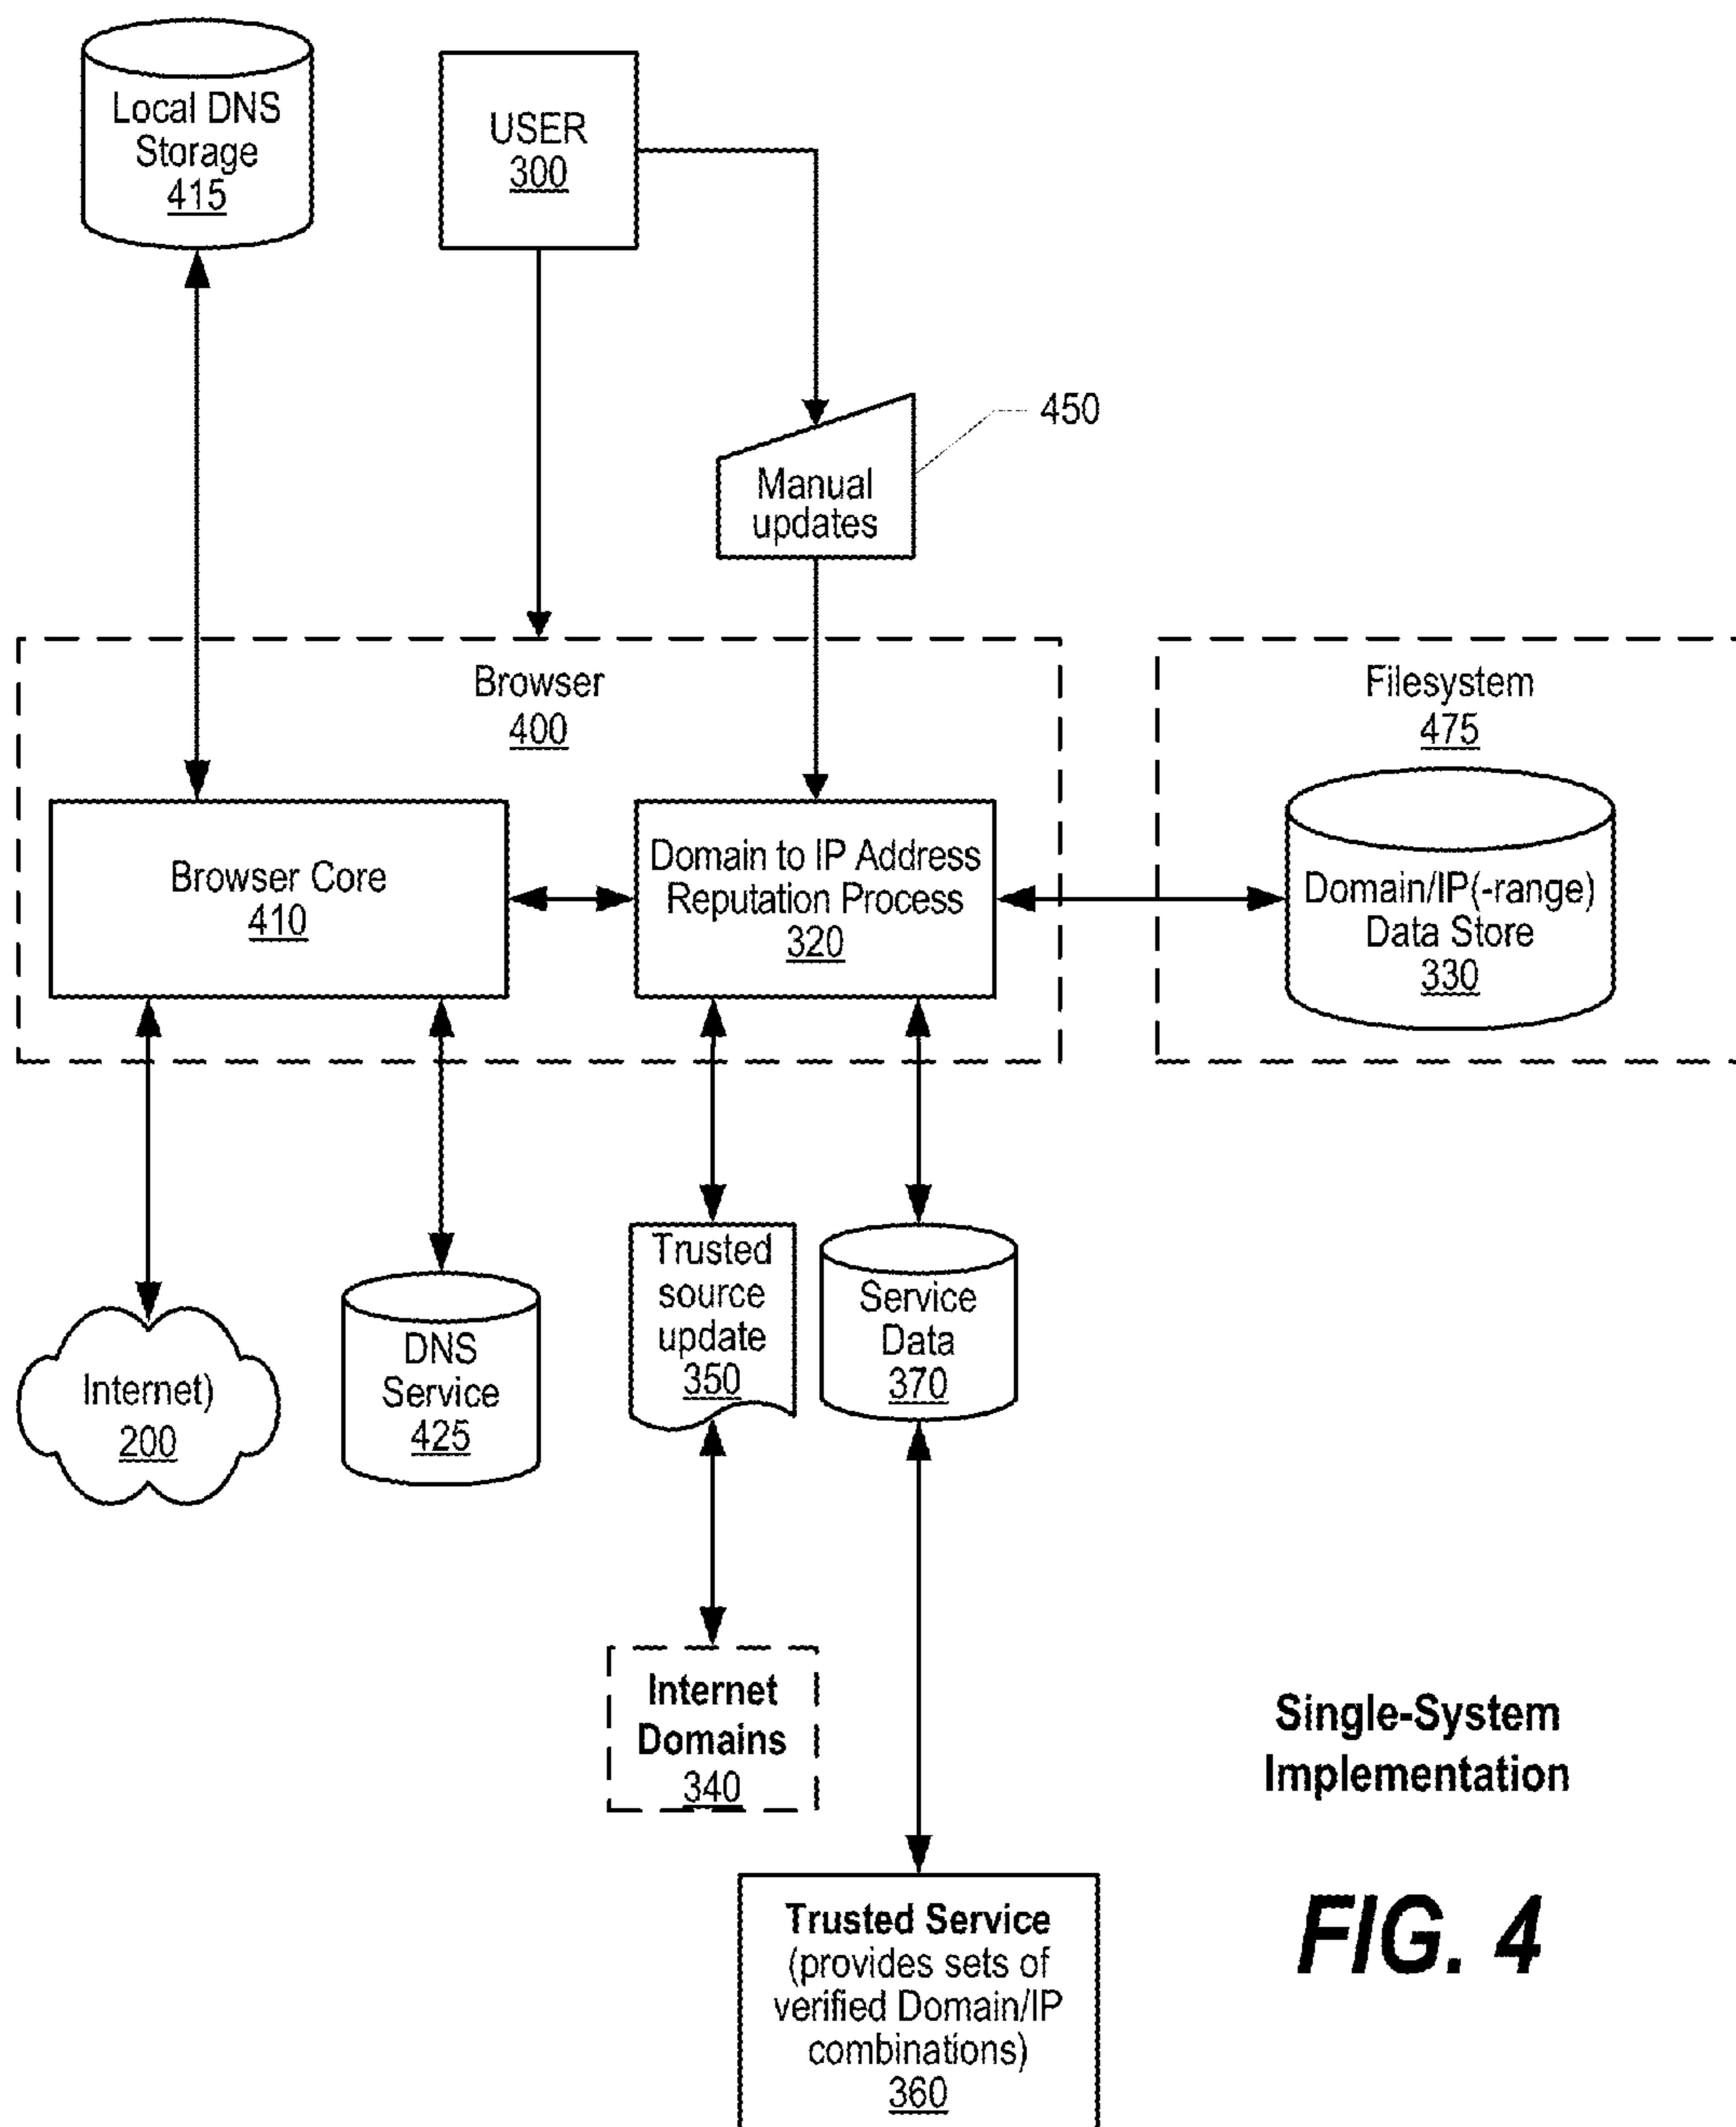 Local DNS
Storage
415
USER
300
450
Manual
updates
Browser
400
Filesystem
475
Browser Core
410
Domain to IP Address
Reputation Process
320
Domain/IP(-range)
Data Store
330
Internet)
200
DNS
Service
425
Trusted
source
update
350
Service
Data
370
Internet
Domains
340
Single-System
Implementation
FIG. 4
Trusted Service
(provides sets of
verified Domain/IP
combinations)
360